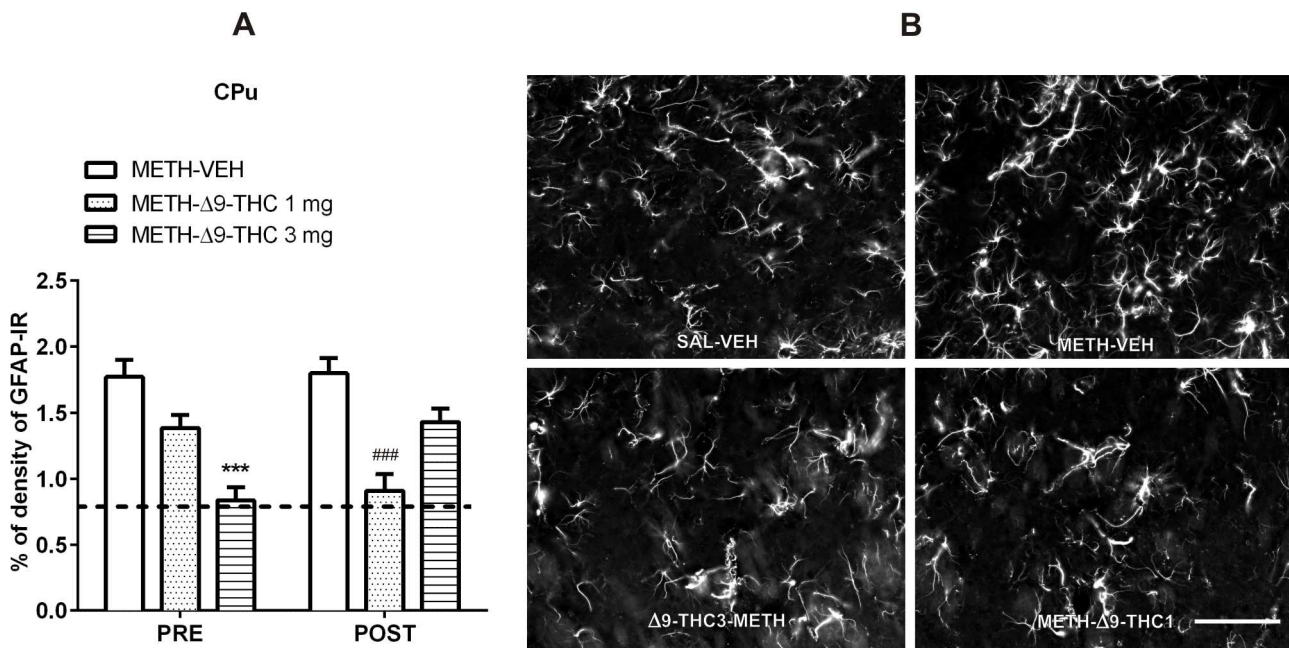 A
CPu
METH-VEH
METH-Δ9-THC 1 mg
METH-Δ9-THC 3 mg
% of density of GFAP-IR
2.5
2.0
1.5
1.0
0.5
0.0
***
###
PRE
POST
B
SAL-VEH
METH-VEH
Δ9-THC3-METH
METH-Δ9-THC1